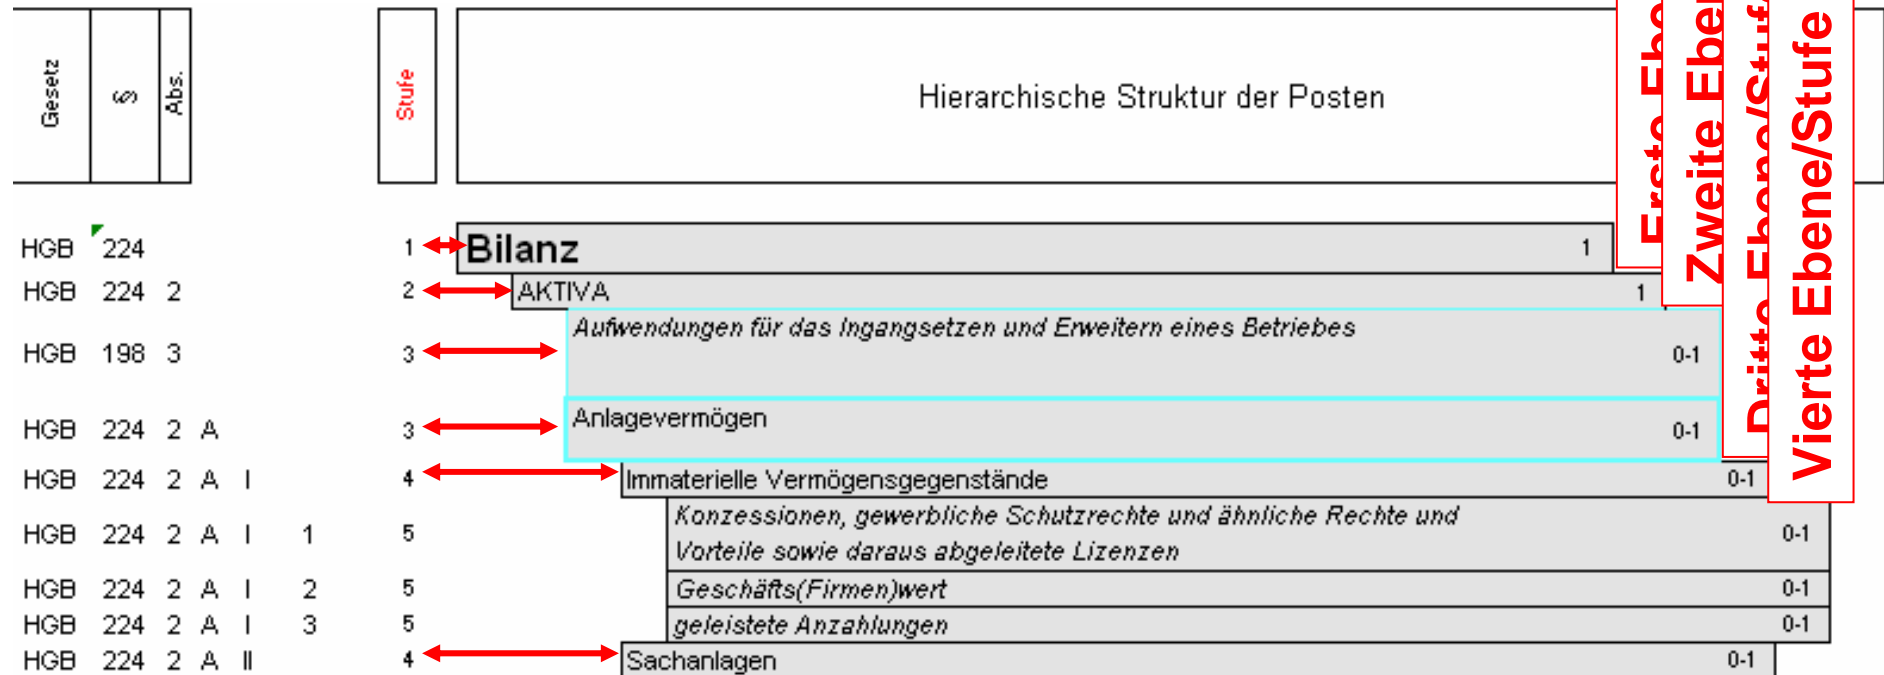 Gesetz § Abs. Stufe Hierarchische Struktur der Posten
Erste Ebe
Zweite Eben
Dritte Ebene/Stufe
Vierte Ebene/Stufe
HGB 224 1 Bilanz 1
HGB 224 2 2 AKTIVA 1
HGB 198 3 3 Aufwendungen für das Ingangsetzen und Erweitern eines Betriebes 0-1
HGB 224 2 A 3 Anlagevermögen 0-1
HGB 224 2 A I 4 Immaterielle Vermögensgegenstände 0-1
HGB 224 2 A I 1 5 Konzessionen, gewerbliche Schutzrechte und ähnliche Rechte und
Vorteile sowie daraus abgeleitete Lizenzen 0-1
HGB 224 2 A I 2 5 Geschäfts(Firmen)wert 0-1
HGB 224 2 A I 3 5 geleistete Anzahlungen 0-1
HGB 224 2 A II 4 Sachanlagen 0-1